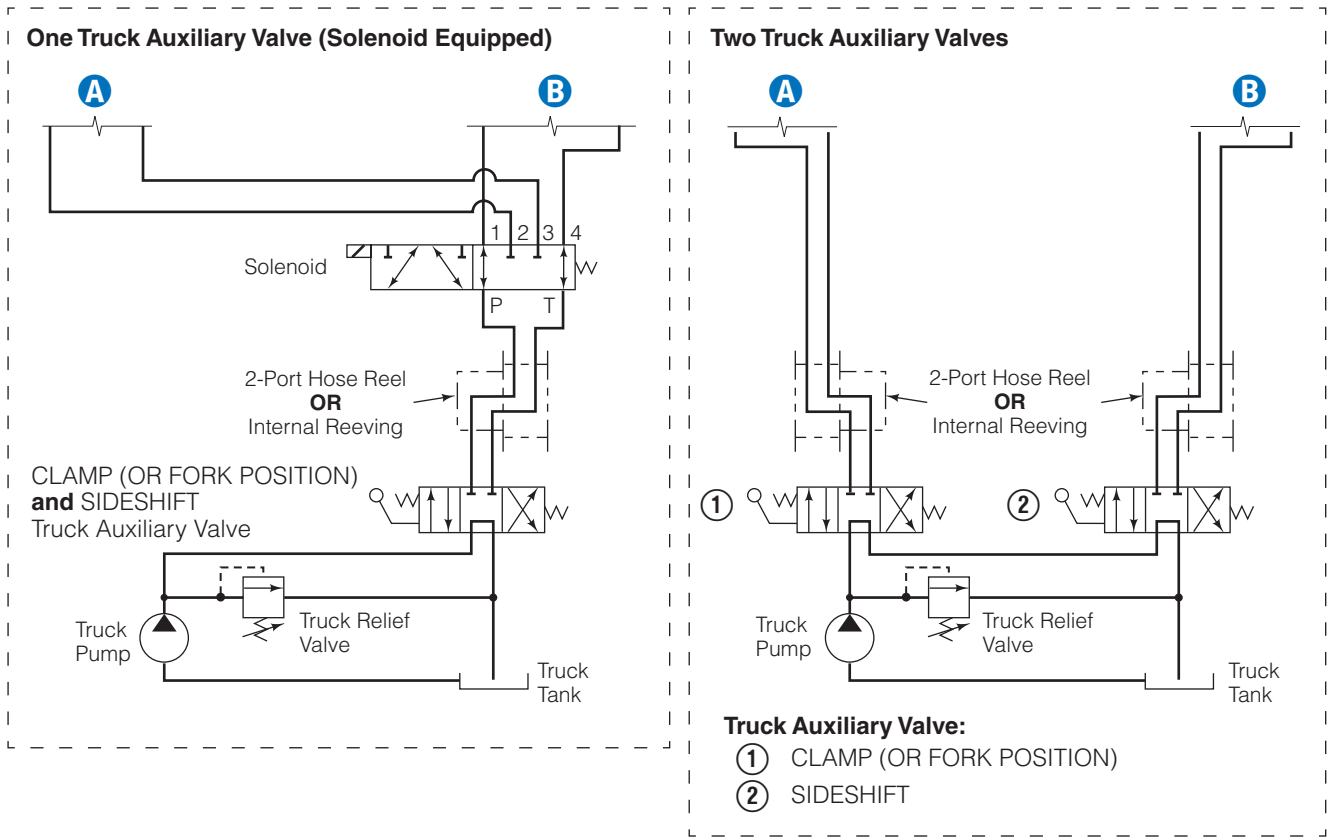 One Truck Auxiliary Valve (Solenoid Equipped)
A
B
1 2 3 4
Solenoid
P T
2-Port Hose Reel
OR
Internal Reeving
CLAMP (OR FORK POSITION)
and SIDESHIFT
Truck Auxiliary Valve
Truck Relief
Valve
Truck
Pump
Truck
Tank
Two Truck Auxiliary Valves
A
B
2-Port Hose Reel
OR
Internal Reeving
1
2
Truck Relief
Valve
Truck
Pump
Truck
Tank
Truck Auxiliary Valve:
1 CLAMP (OR FORK POSITION)
2 SIDESHIFT